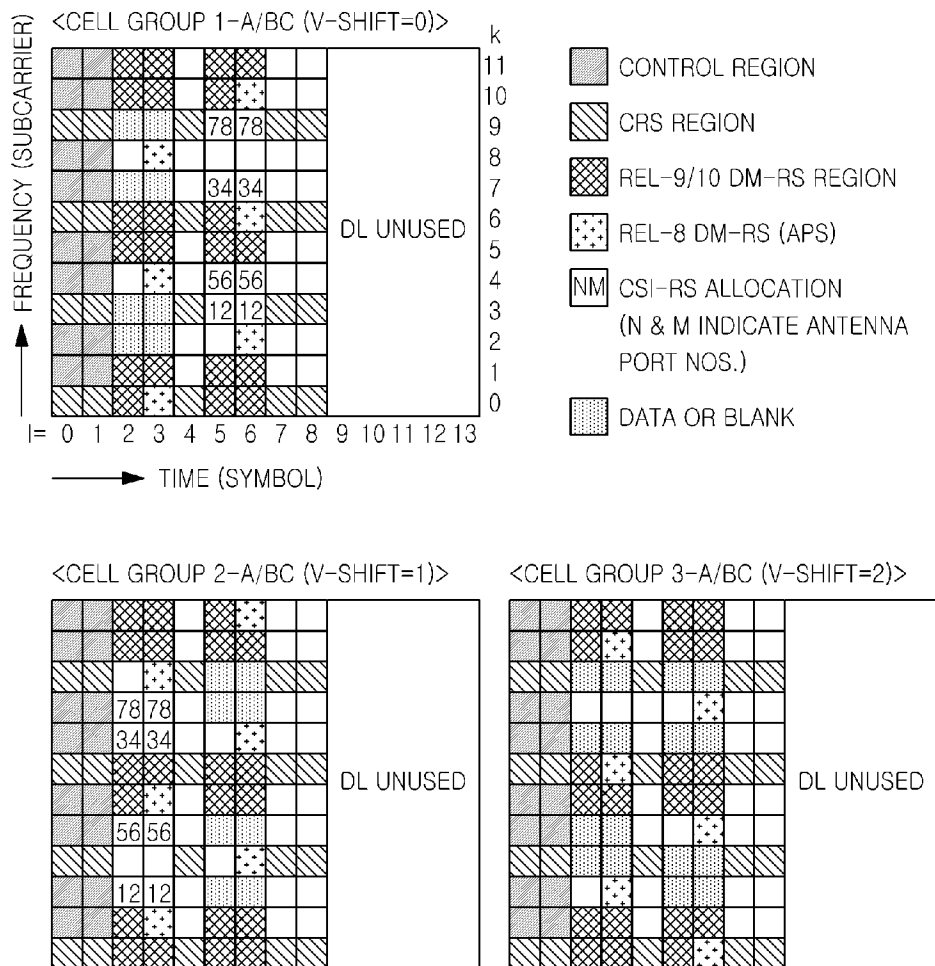 <CELL GROUP 1-A/BC (V-SHIFT=0)>
FREQUENCY (SUBCARRIER)
k
11
10
9
8
7
6
5
4
3
2
1
0
78 78
34 34
56 56
12 12
DL UNUSED
l= 0 1 2 3 4 5 6 7 8 9 10 11 12 13
TIME (SYMBOL)
CONTROL REGION
CRS REGION
REL-9/10 DM-RS REGION
REL-8 DM-RS (APS)
NM CSI-RS ALLOCATION
(N & M INDICATE ANTENNA
PORT NOS.)
DATA OR BLANK
<CELL GROUP 2-A/BC (V-SHIFT=1)>
78 78
34 34
56 56
12 12
DL UNUSED
<CELL GROUP 3-A/BC (V-SHIFT=2)>
DL UNUSED